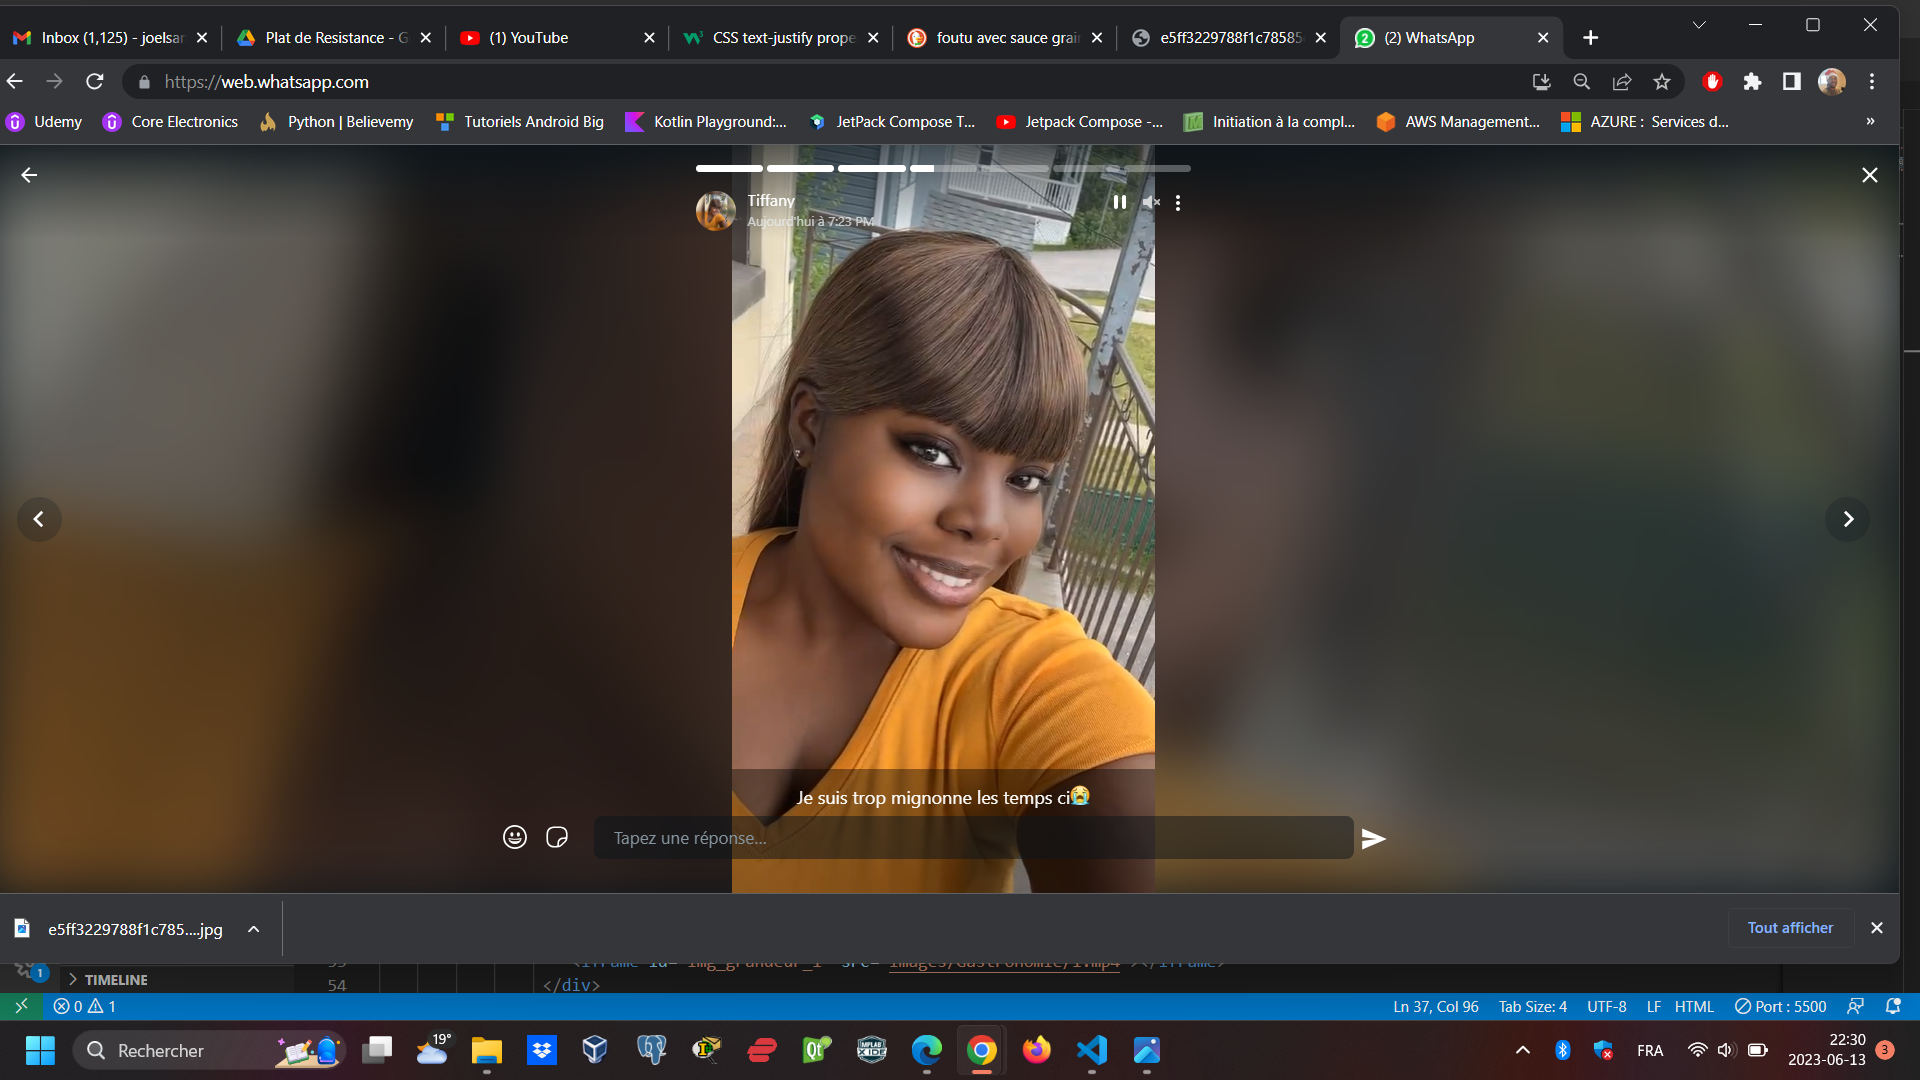 Inbox (1,125) - joelsar
Plat de Resistance - G
(1) YouTube
CSS text-justify prope
foutu avec sauce grain
e5ff3229788f1c78585
(2) WhatsApp
https://web.whatsapp.com
Udemy
Core Electronics
Python | Believemy
Tutoriels Android Big
Kotlin Playground:...
JetPack Compose T...
Jetpack Compose -...
Initiation à la compl...
AWS Management...
AZURE : Services d...
»
Tiffany
Aujourd'hui à 7:23 PM
Je suis trop mignonne les temps ci😭
Tapez une réponse...
e5ff3229788f1c785....jpg
Tout afficher
TIMELINE
54
</div>
0 1
Ln 37, Col 96
Tab Size: 4
UTF-8
LF
HTML
Port : 5500
Rechercher
19°
FRA
22:30
2023-06-13
3